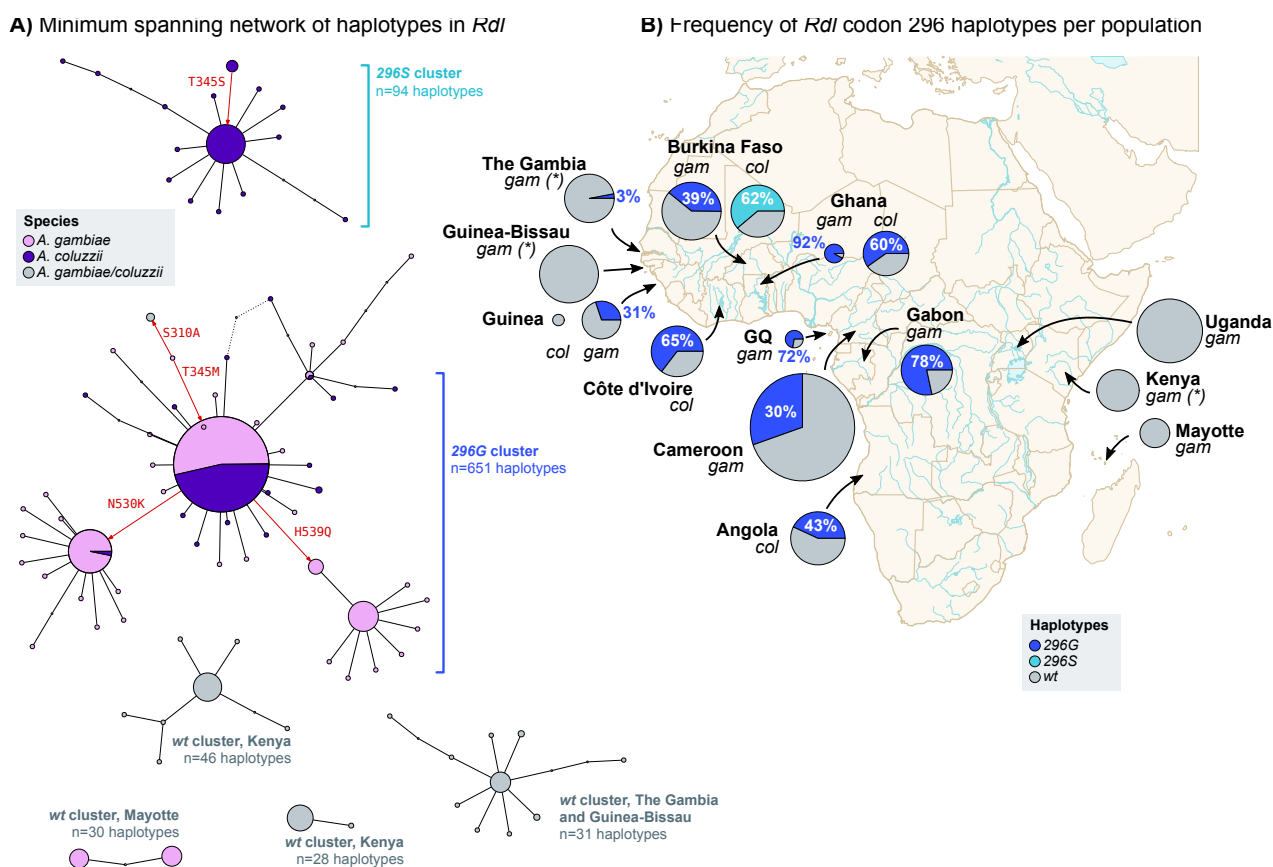 A) Minimum spanning network of haplotypes in Rdl
T345S
296S cluster
n=94 haplotypes
Species
A. gambiae
A. coluzzii
A. gambiae/coluzzii
S310A
T345M
296G cluster
n=651 haplotypes
N530K
H539Q
wt cluster, Kenya
n=46 haplotypes
wt cluster, Mayotte
n=30 haplotypes
wt cluster, Kenya
n=28 haplotypes
wt cluster, The Gambia
and Guinea-Bissau
n=31 haplotypes
B) Frequency of Rdl codon 296 haplotypes per population
The Gambia
gam (*)
3%
Burkina Faso
gam col
39% 62%
Ghana
gam col
92% 60%
Guinea-Bissau
gam (*)
Guinea
col gam
31%
65%
Côte d'Ivoire
col
GQ
gam
72%
Gabon
gam
78%
30%
Cameroon
gam
Angola
col
43%
Uganda
gam
Kenya
gam (*)
Mayotte
gam
Haplotypes
296G
296S
wt